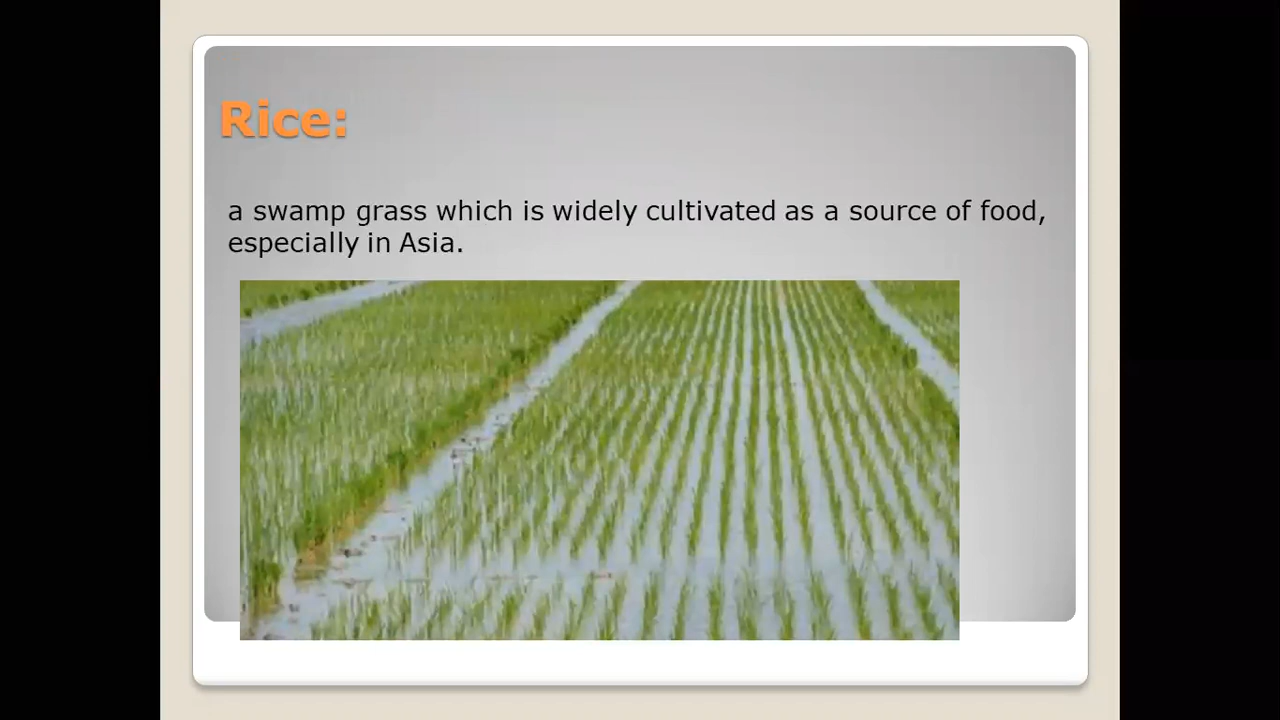 Rice:
a swamp grass which is widely cultivated as a source of food,
especially in Asia.